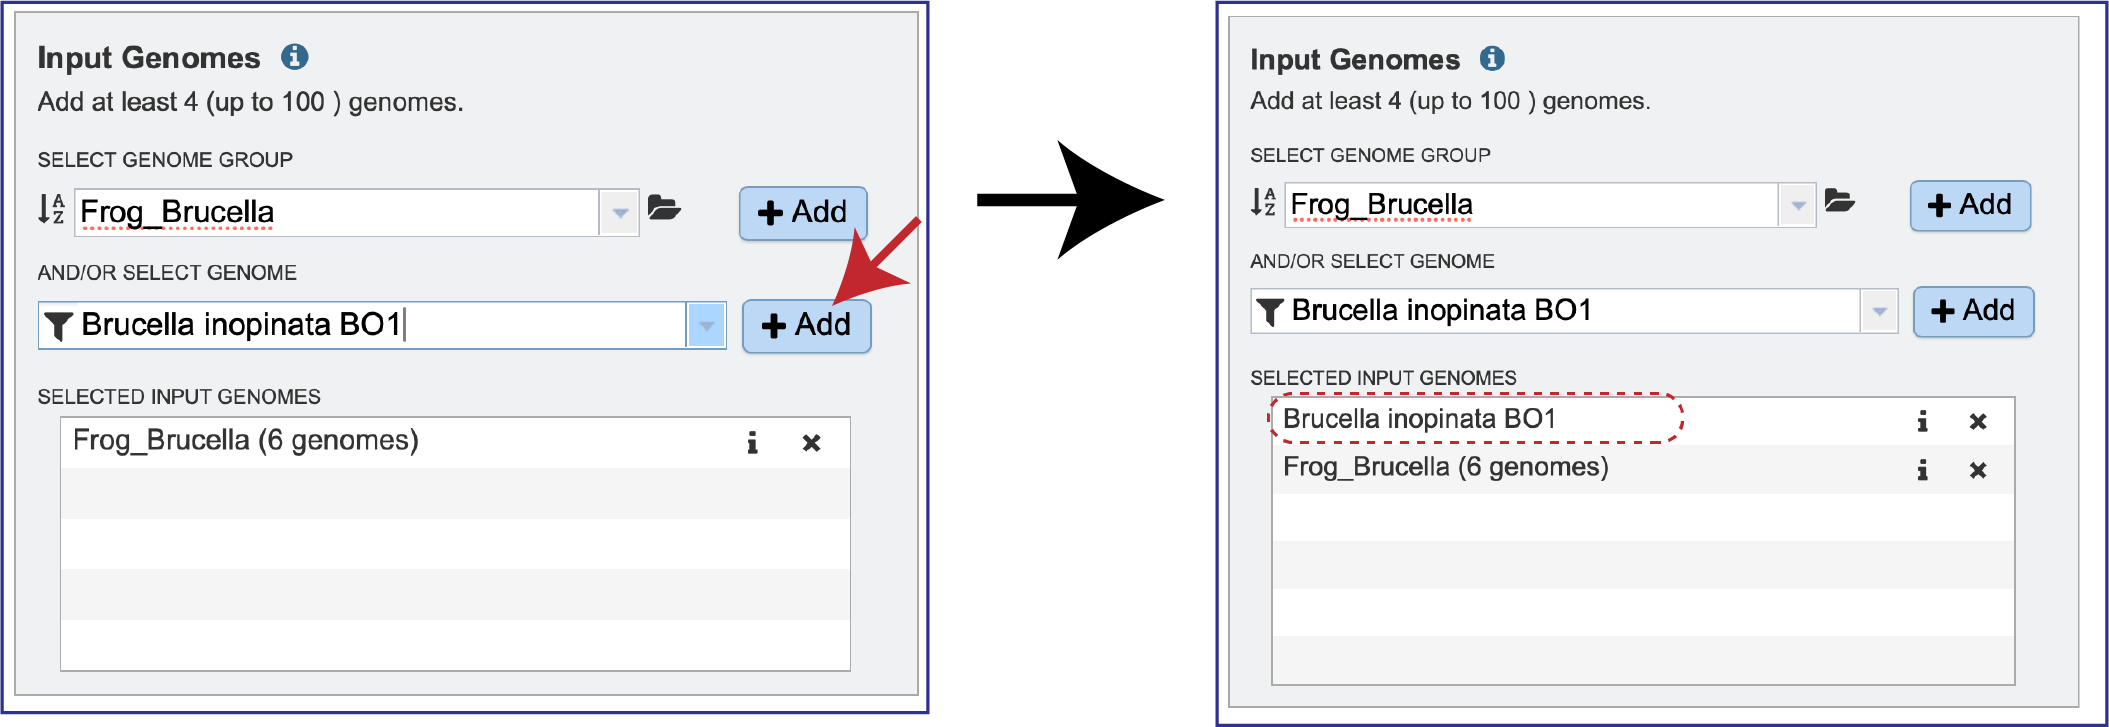 Input Genomes
Add at least 4 (up to 100 ) genomes.
SELECT GENOME GROUP
Frog_Brucella
+ Add
AND/OR SELECT GENOME
Brucella inopinata BO1
+ Add
SELECTED INPUT GENOMES
Frog_Brucella (6 genomes)
Input Genomes
Add at least 4 (up to 100 ) genomes.
SELECT GENOME GROUP
Frog_Brucella
+ Add
AND/OR SELECT GENOME
Brucella inopinata BO1
+ Add
SELECTED INPUT GENOMES
Brucella inopinata BO1
Frog_Brucella (6 genomes)